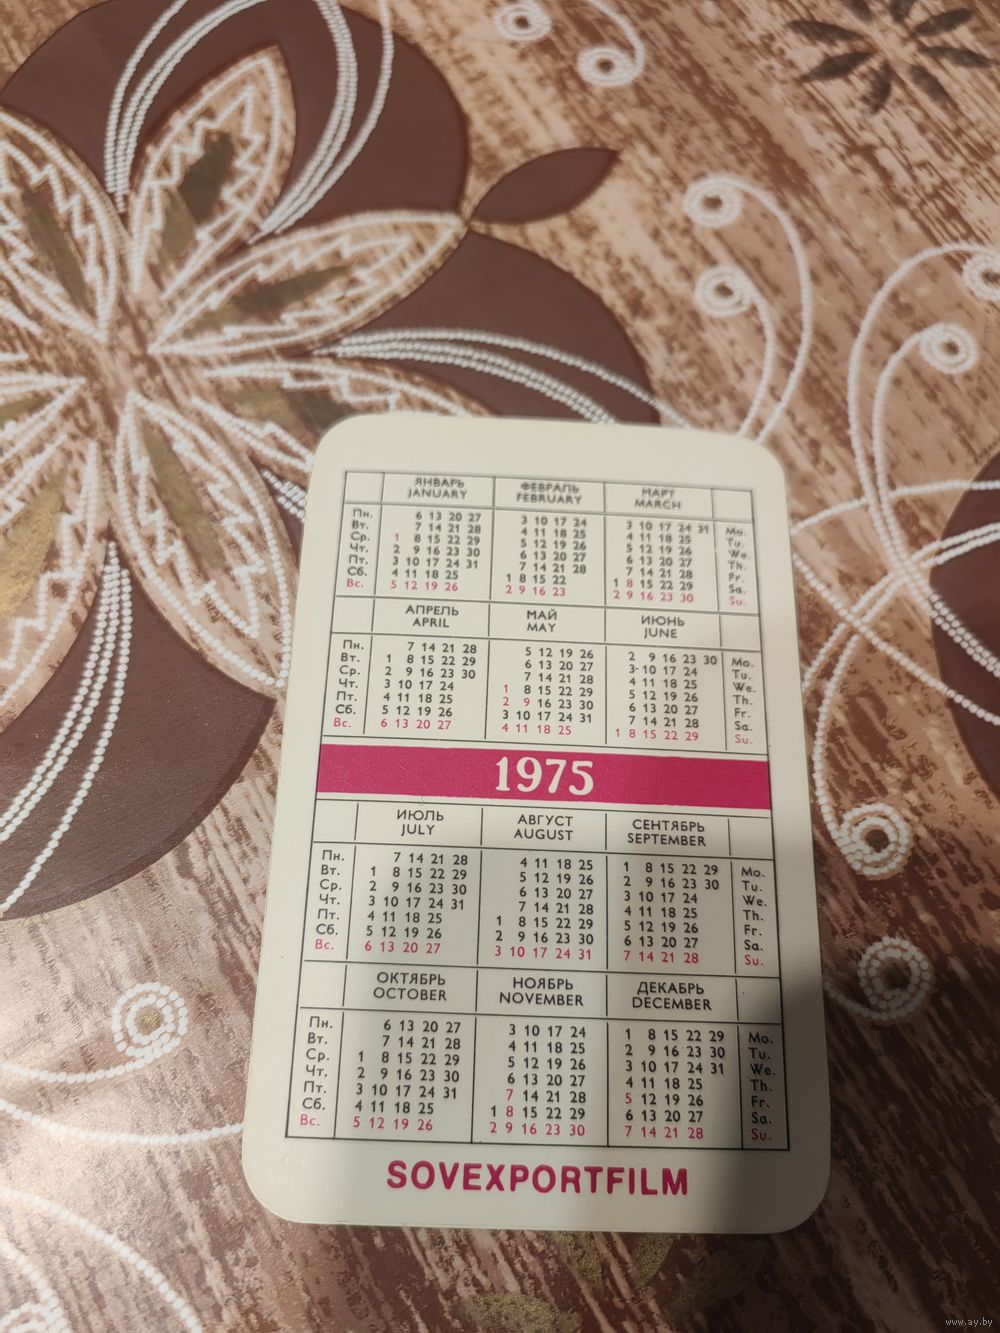 ЯНВАРЬ ФЕВРАЛЬ МАРТ
JANUARY FEBRUARY MARCH
Пн. 6 13 20 27 3 10 17 24 3 10 17 24 31 Mo.
Вт. 7 14 21 28 4 11 18 25 4 11 18 25 Tu.
Ср. 1 8 15 22 29 5 12 19 26 5 12 19 26 We.
Чт. 2 9 16 23 30 6 13 20 27 6 13 20 27 Th.
Пт. 3 10 17 24 31 7 14 21 28 7 14 21 28 Fr.
Сб. 4 11 18 25 1 8 15 22 1 8 15 22 29 Sa.
Вс. 5 12 19 26 2 9 16 23 2 9 16 23 30 Su.
АПРЕЛЬ МАЙ ИЮНЬ
APRIL MAY JUNE
Пн. 7 14 21 28 5 12 19 26 2 9 16 23 30 Mo.
Вт. 1 8 15 22 29 6 13 20 27 3 10 17 24 Tu.
Ср. 2 9 16 23 30 7 14 21 28 4 11 18 25 We.
Чт. 3 10 17 24 1 8 15 22 29 5 12 19 26 Th.
Пт. 4 11 18 25 2 9 16 23 30 6 13 20 27 Fr.
Сб. 5 12 19 26 3 10 17 24 31 7 14 21 28 Sa.
Вс. 6 13 20 27 4 11 18 25 1 8 15 22 29 Su.
1975
ИЮЛЬ АВГУСТ СЕНТЯБРЬ
JULY AUGUST SEPTEMBER
Пн. 7 14 21 28 4 11 18 25 1 8 15 22 29 Mo.
Вт. 1 8 15 22 29 5 12 19 26 2 9 16 23 30 Tu.
Ср. 2 9 16 23 30 6 13 20 27 3 10 17 24 We.
Чт. 3 10 17 24 31 7 14 21 28 4 11 18 25 Th.
Пт. 4 11 18 25 1 8 15 22 29 5 12 19 26 Fr.
Сб. 5 12 19 26 2 9 16 23 30 6 13 20 27 Sa.
Вс. 6 13 20 27 3 10 17 24 31 7 14 21 28 Su.
ОКТЯБРЬ НОЯБРЬ ДЕКАБРЬ
OCTOBER NOVEMBER DECEMBER
Пн. 6 13 20 27 3 10 17 24 1 8 15 22 29 Mo.
Вт. 7 14 21 28 4 11 18 25 2 9 16 23 30 Tu.
Ср. 1 8 15 22 29 5 12 19 26 3 10 17 24 31 We.
Чт. 2 9 16 23 30 6 13 20 27 4 11 18 25 Th.
Пт. 3 10 17 24 31 7 14 21 28 5 12 19 26 Fr.
Сб. 4 11 18 25 1 8 15 22 29 6 13 20 27 Sa.
Вс. 5 12 19 26 2 9 16 23 30 7 14 21 28 Su.
SOVEXPORTFILM
www.ay.by